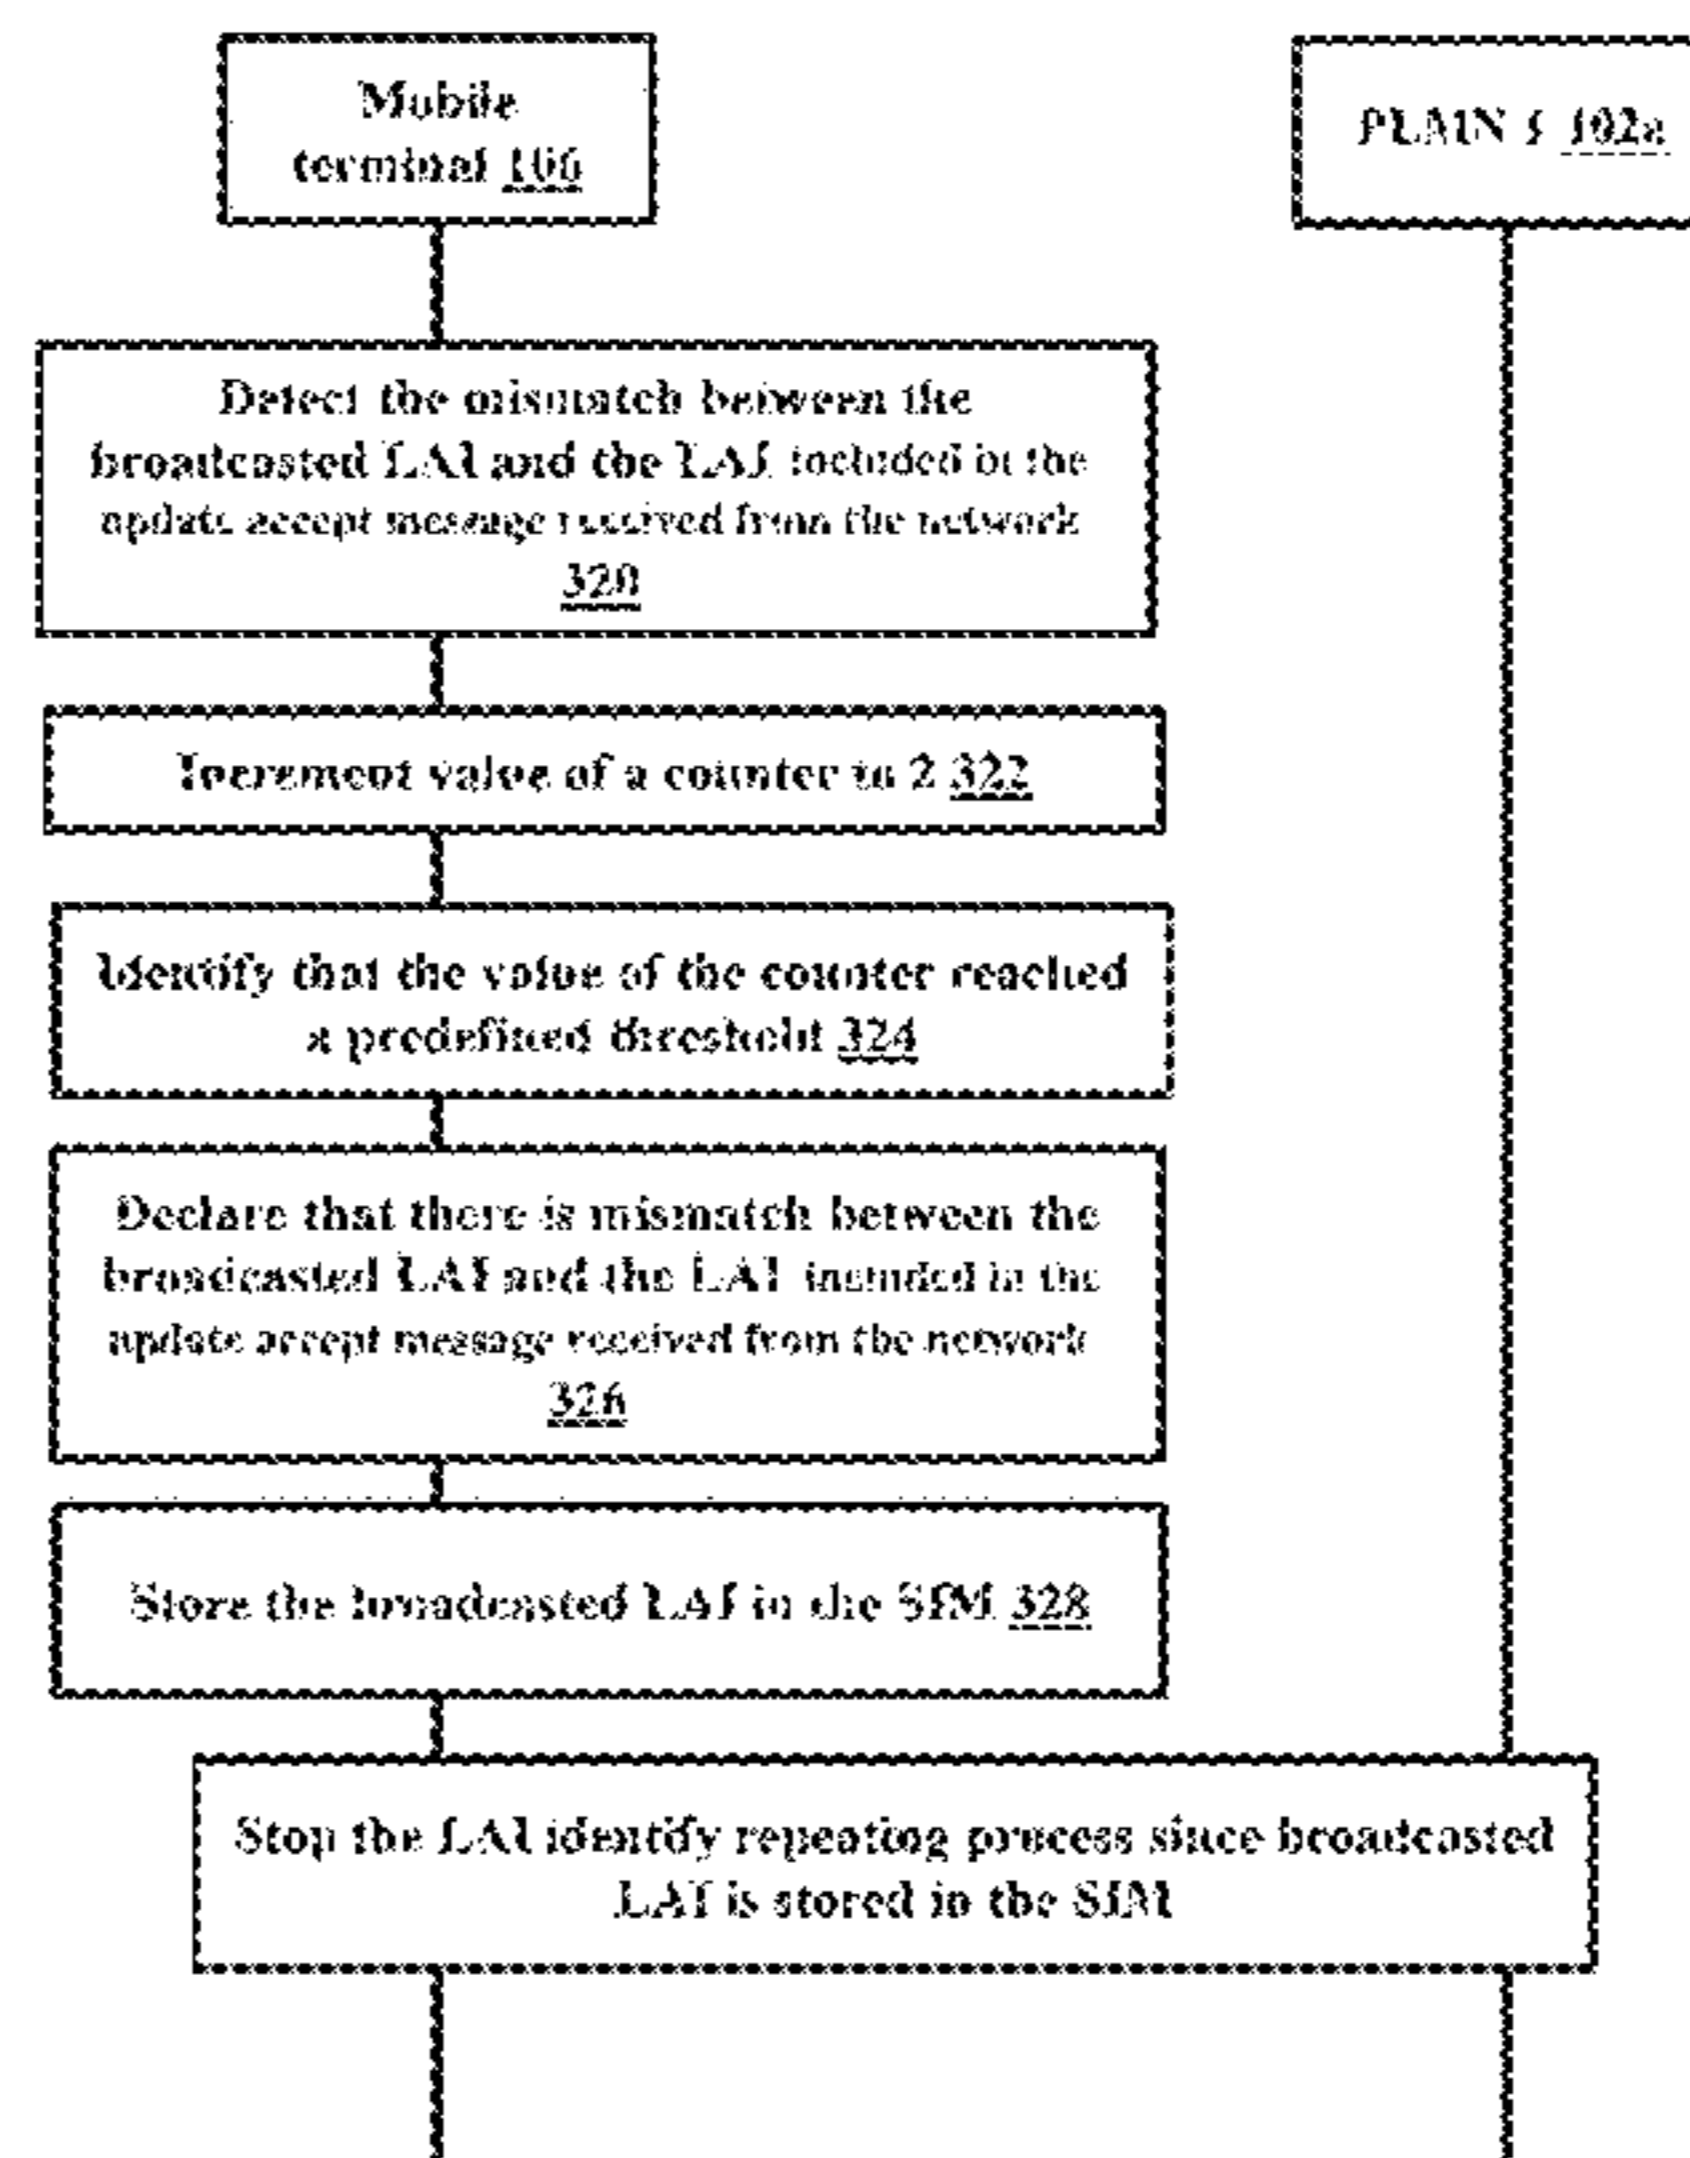 Mobile
terminal 106
PLMN 1 102a
Detect the mismatch between the
broadcasted LAI and the LAI included in the
update accept message received from the network
320
Increment value of a counter to 2 322
Identify that the value of the counter reached
a predefined threshold 324
Declare that there is mismatch between the
broadcasted LAI and the LAI included in the
update accept message received from the network
326
Store the broadcasted LAI in the SIM 328
Stop the LAI identify repeating process since broadcasted
LAI is stored in the SIM